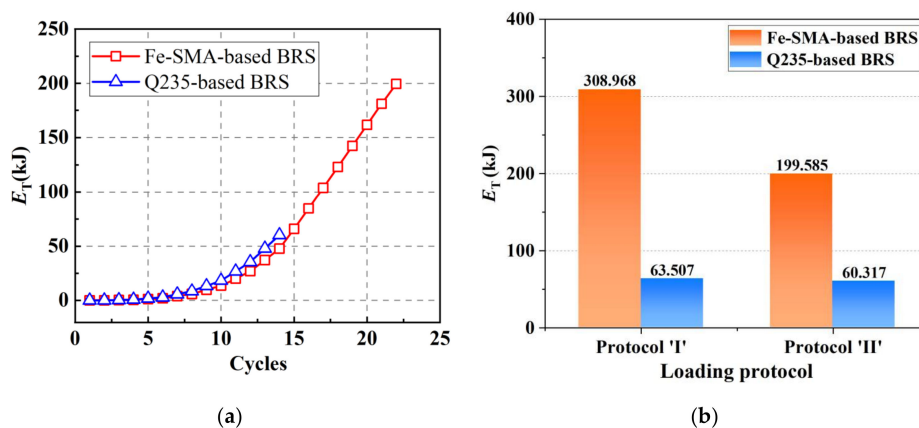 250
200
150
100
50
0
E_T(kJ)
Fe-SMA-based BRS
Q235-based BRS
0 5 10 15 20 25
Cycles
(a)
400
300
200
100
0
E_T (kJ)
Fe-SMA-based BRS
Q235-based BRS
308.968
199.585
63.507
60.317
Protocol 'I' Protocol 'II'
Loading protocol
(b)